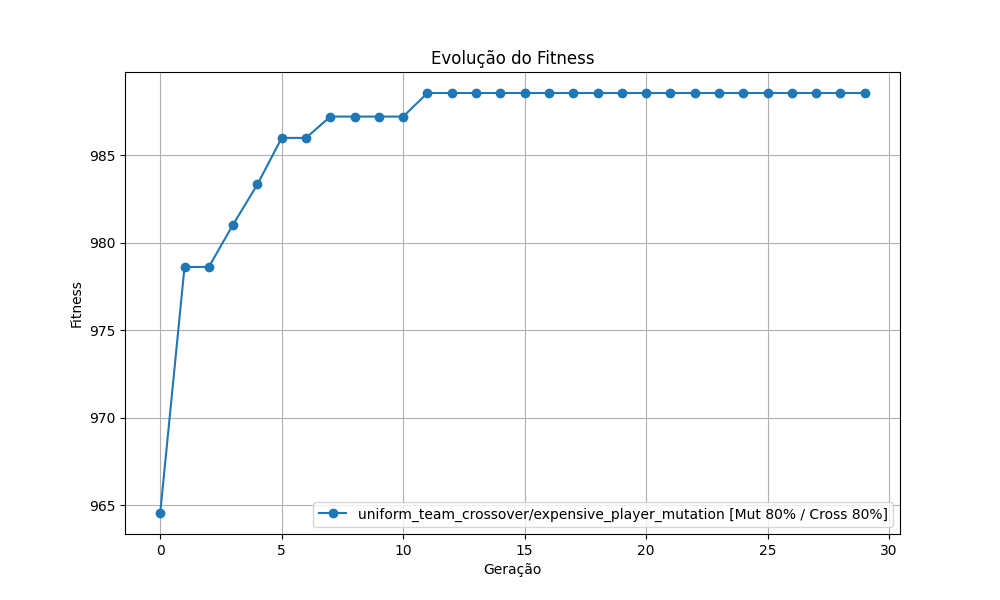 Evolução do Fitness
Fitness
985
980
975
970
965
uniform_team_crossover/expensive_player_mutation [Mut 80% / Cross 80%]
0 5 10 15 20 25 30
Geração